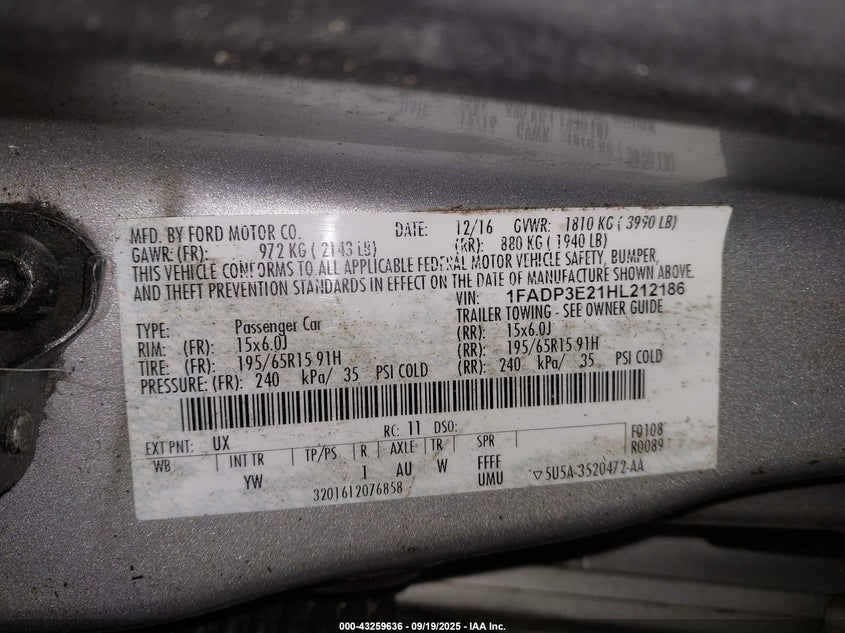 MFD. BY FORD MOTOR CO. DATE: 12/16 GVWR: 1810 KG ( 3990 LB)
GAWR: (FR): 972 KG ( 2143 LB) (RR): 880 KG ( 1940 LB)
THIS VEHICLE CONFORMS TO ALL APPLICABLE FEDERAL MOTOR VEHICLE SAFETY, BUMPER,
AND THEFT PREVENTION STANDARDS IN EFFECT ON THE DATE OF MANUFACTURE SHOWN ABOVE.
VIN: 1FADP3E21HL212186
TRAILER TOWING - SEE OWNER GUIDE
TYPE: Passenger Car
RIM: (FR): 15x6.0J (RR): 15x6.0J
TIRE: (FR): 195/65R15 91H (RR): 195/65R15 91H
PRESSURE: (FR): 240 kPa/ 35 PSI COLD (RR): 240 kPa/ 35 PSI COLD
RC: 11 DSO:
EXT PNT: UX F0108
R0089
WB INT TR TP/PS R AXLE TR SPR
YW 1 AU W FFFF
UMU
3201612076858 ▽5U5A-3520472-AA
000-43259636 - 09/19/2025 - IAA Inc.